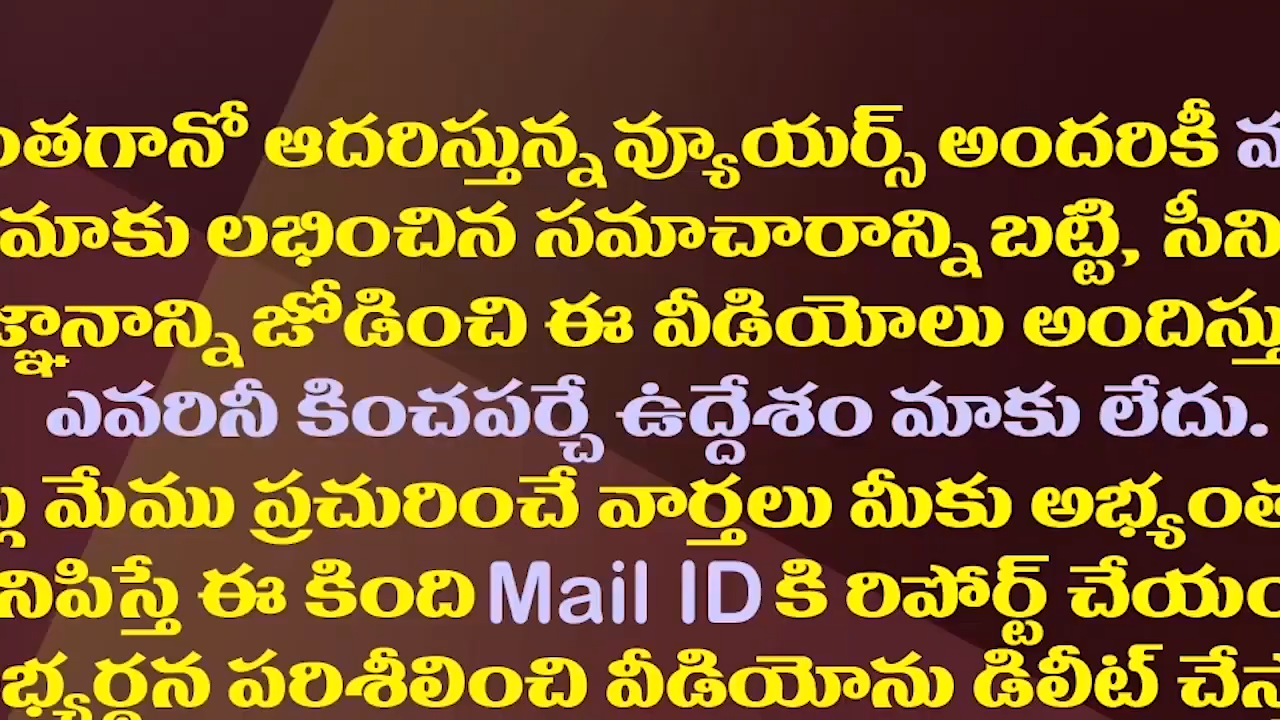 ఆదరిస్తున్న వ్యూయర్స్ అందరికీ
మాకు లభించిన సమాచారాన్ని బట్టి,
జోడించి ఈ వీడియోలు
ఎవరినీ కించపర్చే ఉద్దేశం మాకు లేదు.
మేము ప్రచురించే వార్తలు మీకు
ఈ కింది Mail ID కి రిపోర్ట్
పరిశీలించి వీడియోను డిలీట్